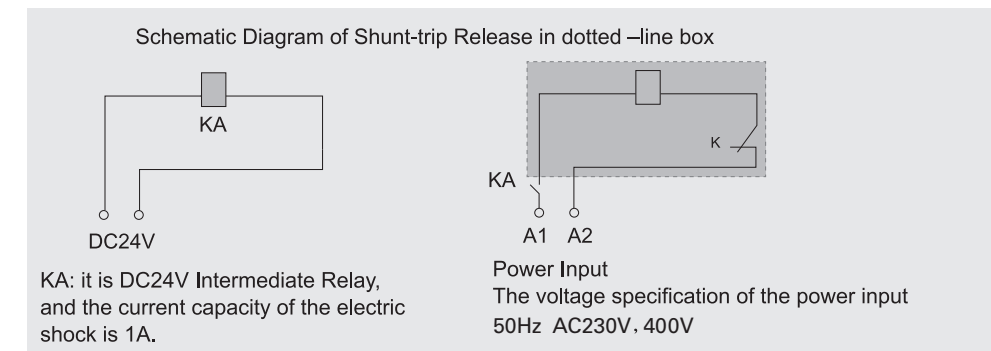 Schematic Diagram of Shunt-trip Release in dotted –line box
KA
DC24V
KA: it is DC24V Intermediate Relay,
and the current capacity of the electric
shock is 1A.
K
KA
A1 A2
Power Input
The voltage specification of the power input
50Hz AC230V, 400V